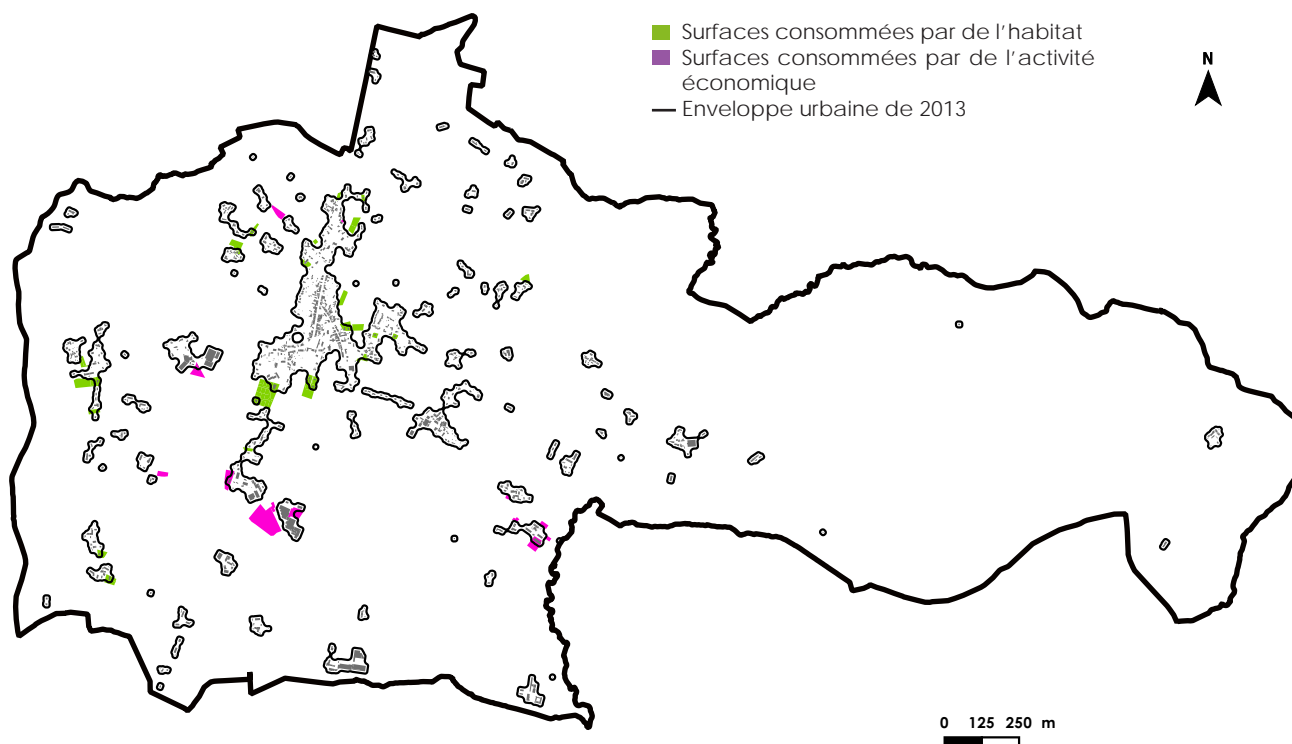 Surfaces consommées par de l'habitat
Surfaces consommées par de l'activité
économique
Enveloppe urbaine de 2013
N
0 125 250 m